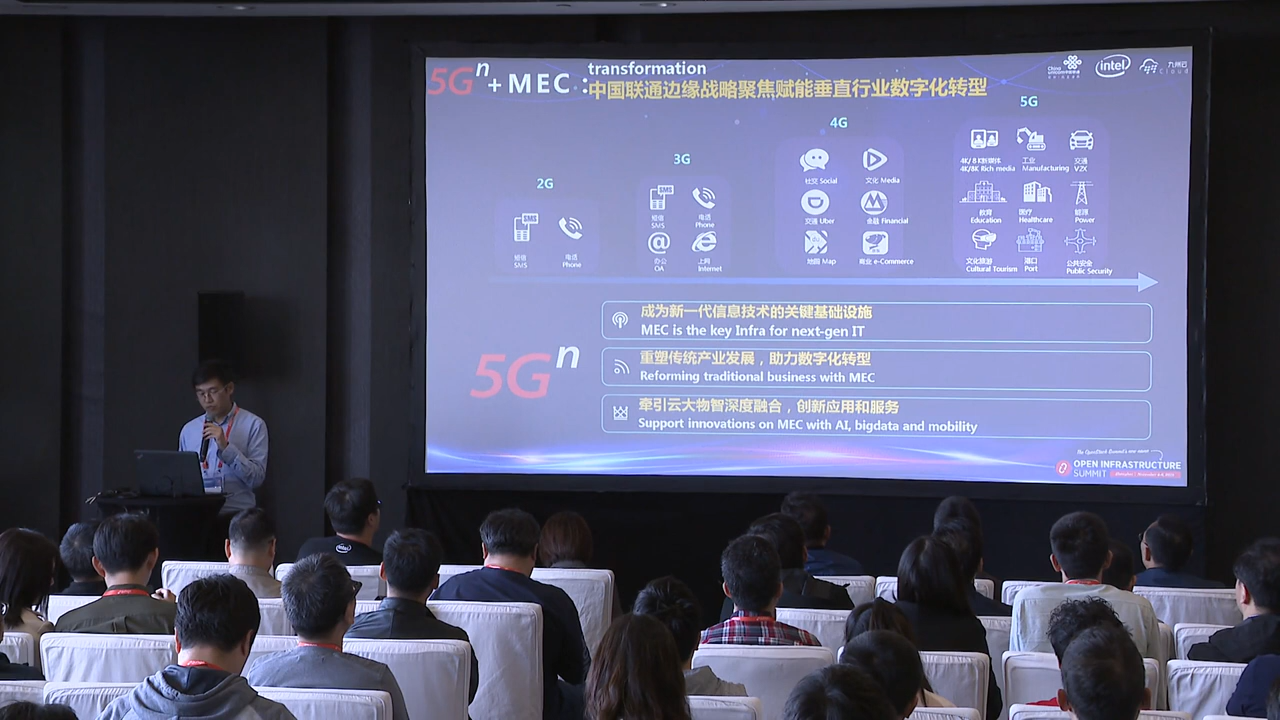 5Gⁿ + MEC :
transformation
中国联通边缘战略聚焦赋能垂直行业数字化转型
intel
九州云
2G
短信
SMS
电话
Phone
3G
SMS
短信
SMS
电话
Phone
办公
OA
上网
Internet
4G
社交 Social
文化 Media
交通 Uber
金融 Financial
地图 Map
商业 e-Commerce
5G
4K/ 8K新媒体
4K/8K Rich media
工业
Manufacturing
交通
V2X
教育
Education
医疗
Healthcare
能源
Power
文化旅游
Cultural Tourism
港口
Port
公共安全
Public Security
5Gⁿ
成为新一代信息技术的关键基础设施
MEC is the key Infra for next-gen IT
重塑传统产业发展，助力数字化转型
Reforming traditional business with MEC
牵引云大物智深度融合，创新应用和服务
Support innovations on MEC with AI, bigdata and mobility
OPEN INFRASTRUCTURE
SUMMIT
intel